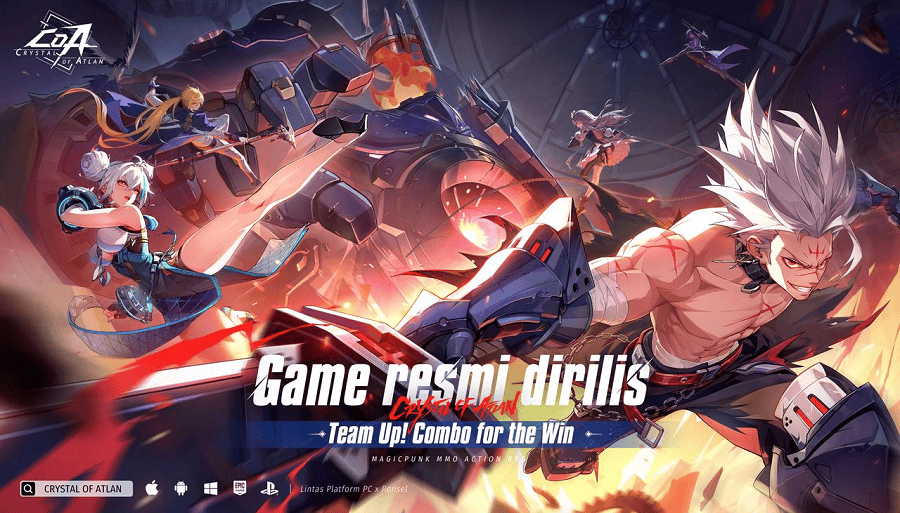 CoA
CRYSTAL OF ATLAN
Game resmi dirilis
CRYSTAL OF ATLAN
Team Up! Combo for the Win
MAGICPUNK MMO ACTION RPG
CRYSTAL OF ATLAN
EPIC GAMES
Lintas Platform PC x Ponsel